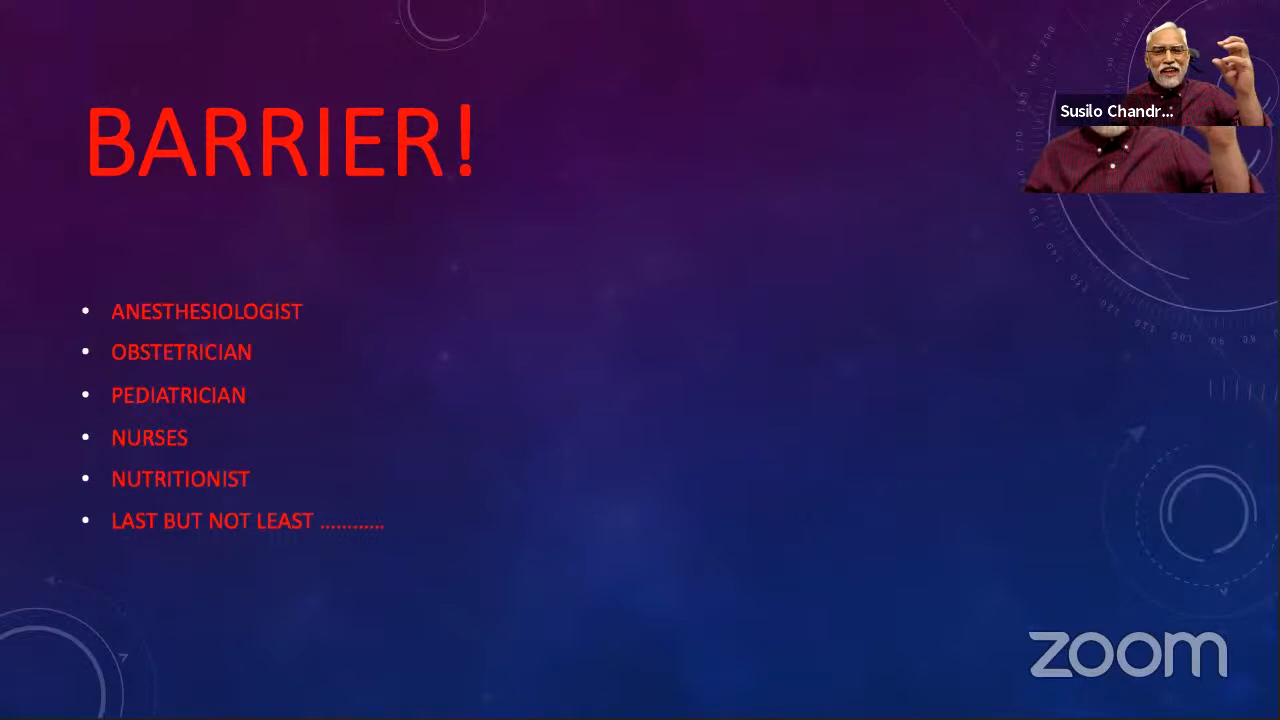 BARRIER!
Susilo Chandr...
• ANESTHESIOLOGIST
• OBSTETRICIAN
• PEDIATRICIAN
• NURSES
• NUTRITIONIST
• LAST BUT NOT LEAST ............
zoom